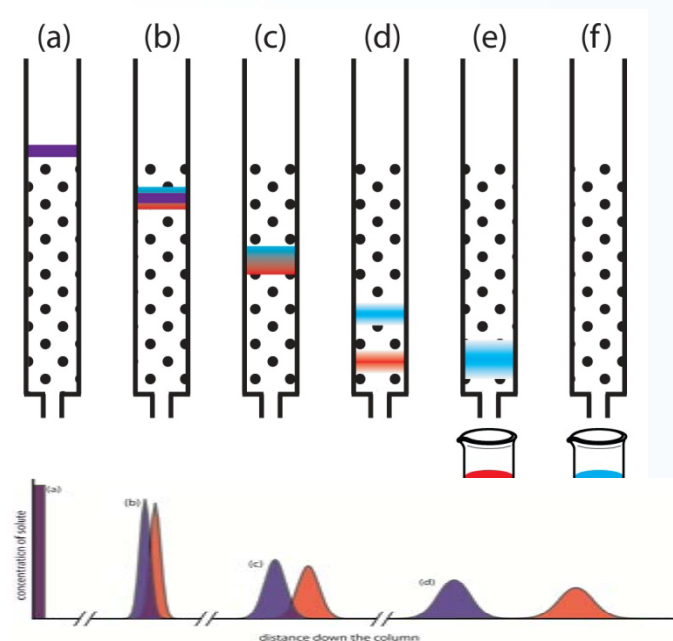 (a) (b) (c) (d) (e) (f)
concentration of solute
(a)
(b)
(c)
(d)
distance down the column